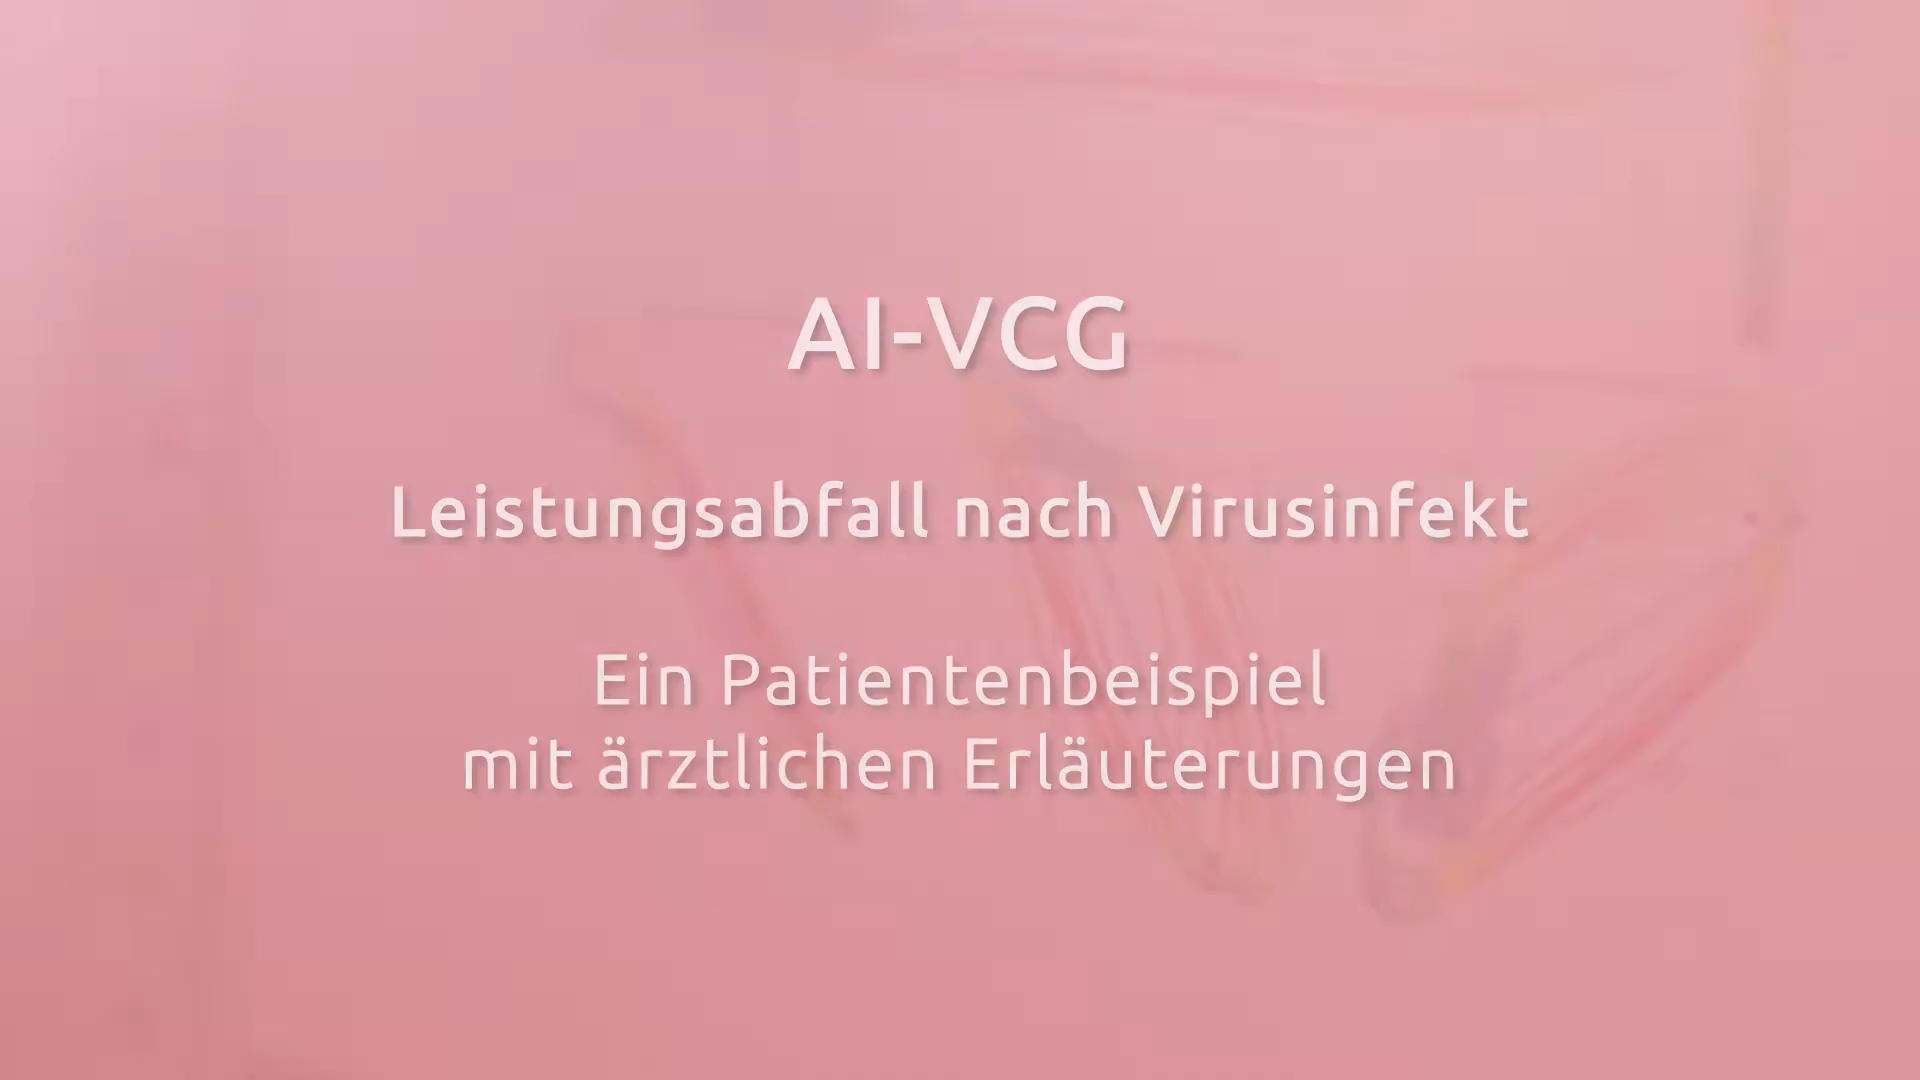 AI-VCG
Leistungsabfall nach Virusinfekt
Ein Patientenbeispiel
mit ärztlichen Erläuterungen